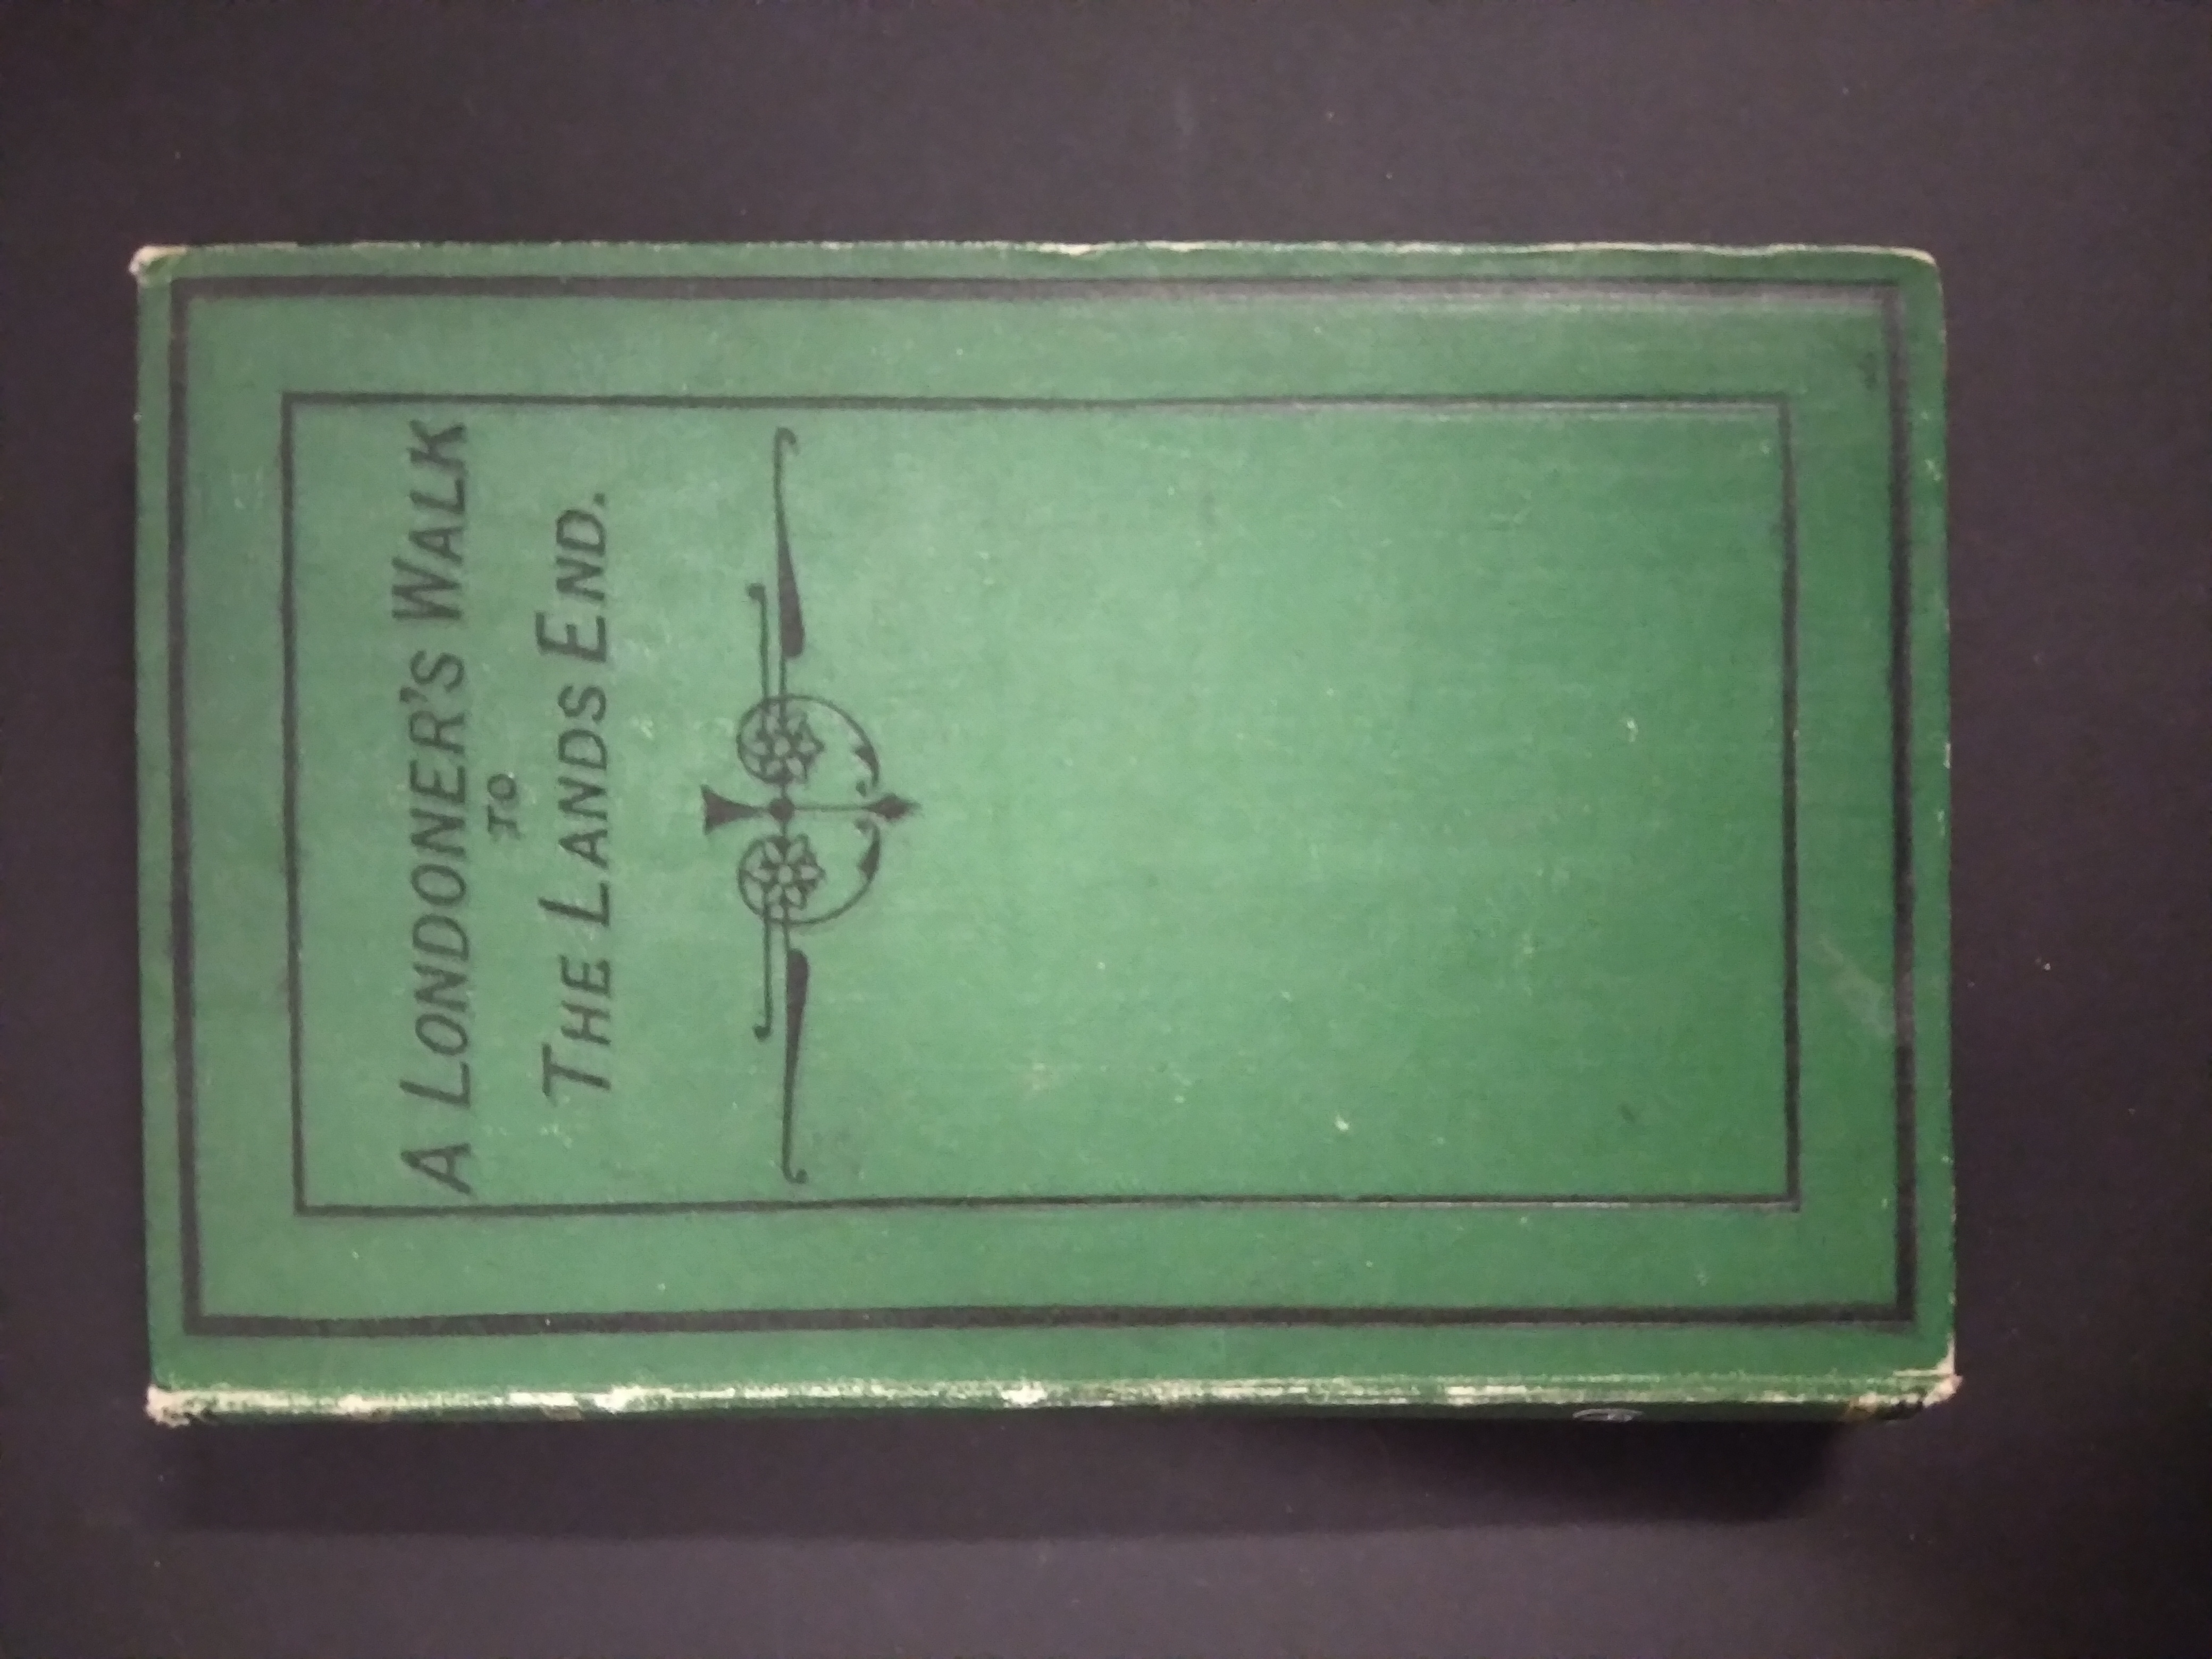 A LONDONER'S WALK
TO
THE LANDS END.